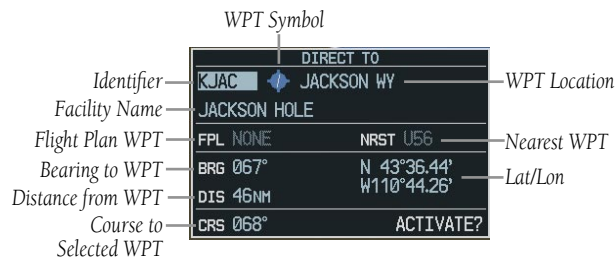 WPT Symbol
DIRECT TO
Identifier KJAC JACKSON WY WPT Location
Facility Name JACKSON HOLE
Flight Plan WPT FPL NONE NRST U56 Nearest WPT
Bearing to WPT BRG 067° N 43°36.44' Lat/Lon
W110°44.26'
Distance from WPT DIS 46NM
Course to CRS 068° ACTIVATE?
Selected WPT